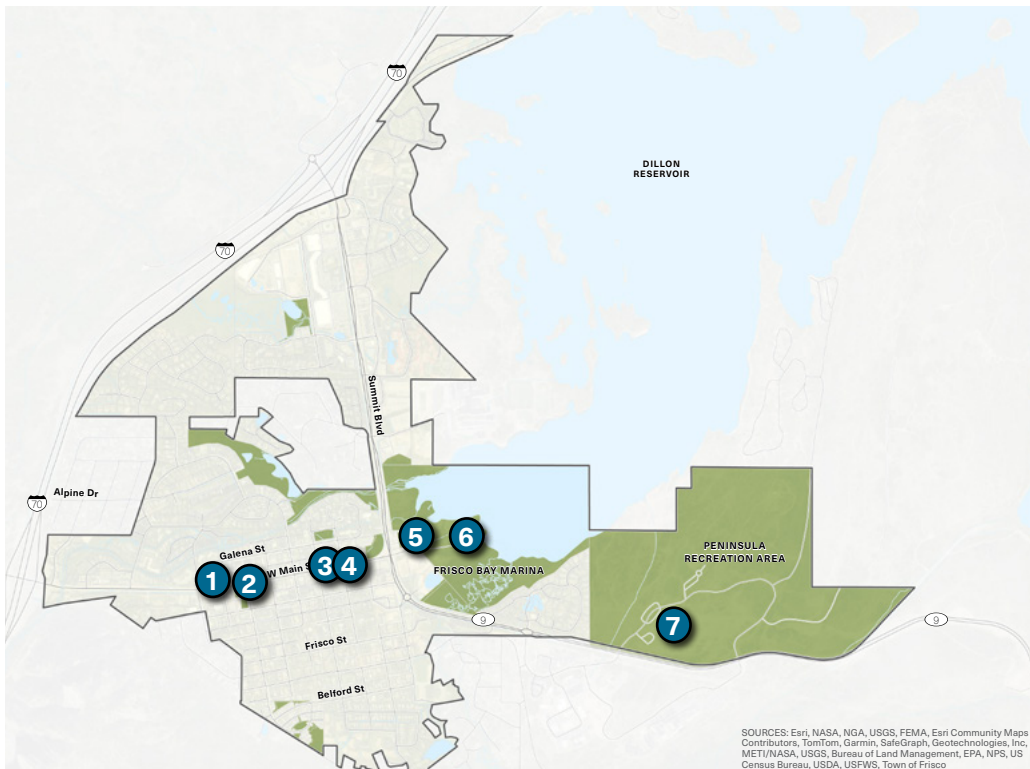 70
DILLON
RESERVOIR
70
Summit Blvd
Alpine Dr
70
Galena St
W Main S
1
2
3
4
5
6
FRISCO BAY MARINA
PENINSULA
RECREATION AREA
7
9
9
Frisco St
Belford St
SOURCES: Esri, NASA, NGA, USGS, FEMA, Esri Community Maps
Contributors, TomTom, Garmin, SafeGraph, Geotechnologies, Inc,
METI/NASA, USGS, Bureau of Land Management, EPA, NPS, US
Census Bureau, USDA, USFWS, Town of Frisco